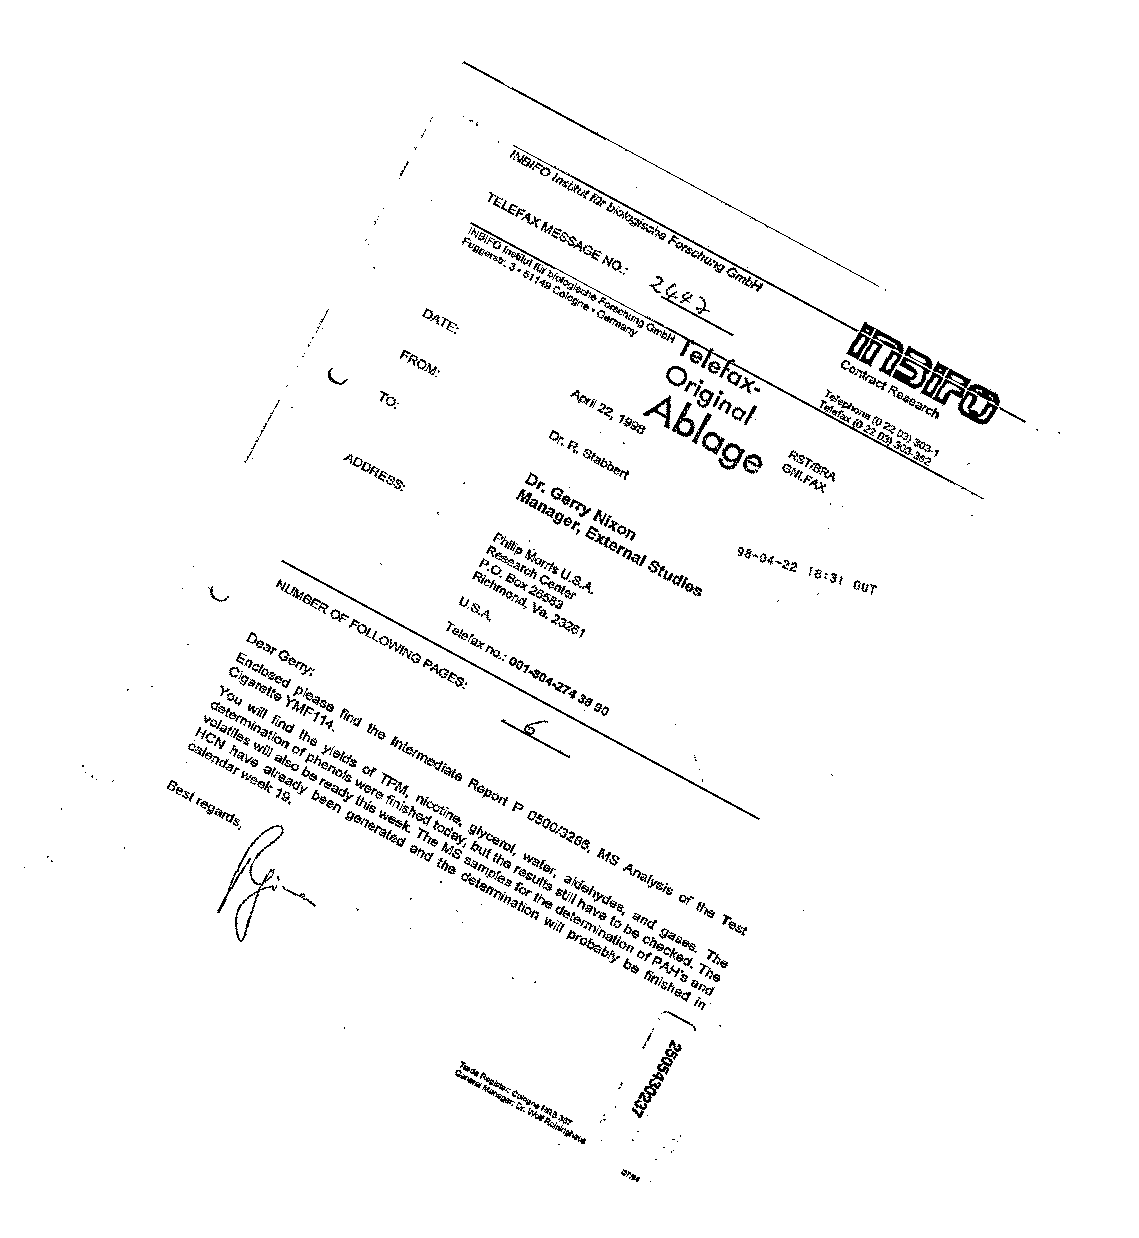 INBIFO Institut für biologische Forschung GmbH
TELEFAX MESSAGE NO.: 2447
INBIFO
Contract Research
INBIFO Institut für biologische Forschung GmbH
Fuggerstr. 3 • 51149 Cologne • Germany
Telephone (0 22 03) 303-1
Telefax (0 22 03) 303-362
Telefax-
Original
Ablage
RST/BRA
GNI.FAX
DATE: April 22, 1998
FROM: Dr. R. Stabbert
TO: Dr. Gerry Nixon
Manager, External Studies
98-04-22 18:31 OUT
ADDRESS: Philip Morris U.S.A.
Research Center
P.O. Box 26583
Richmond, Va. 23261
U.S.A.
Telefax no.: 001-804-274 38 90
NUMBER OF FOLLOWING PAGES: 6
Dear Gerry:
Enclosed please find the Intermediate Report P 0500/3266, MS Analysis of the Test
Cigarette YMF114.
You will find the yields of TPM, nicotine, glycerol, water, aldehydes, and gases. The
determination of phenols were finished today, but the results still have to be checked. The
volatiles will also be ready this week. The MS samples for the determination of PAH's and
HCN have already been generated and the determination will probably be finished in
calendar week 19.
Best regards,
2505430237
Trade Register: Cologne HRB 367
General Manager: Dr. Wolf Reininghaus
07/94